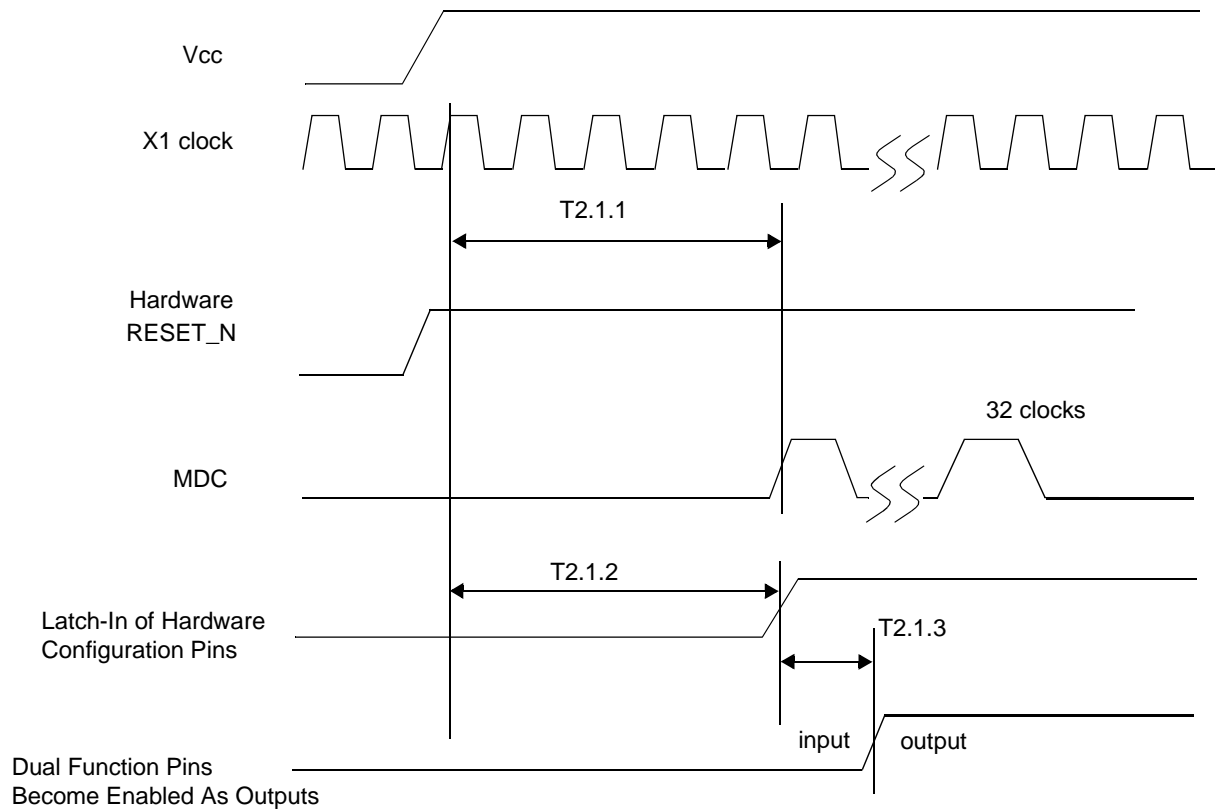 Vcc
X1 clock
T2.1.1
Hardware
RESET_N
32 clocks
MDC
T2.1.2
Latch-In of Hardware
Configuration Pins
T2.1.3
input
output
Dual Function Pins
Become Enabled As Outputs